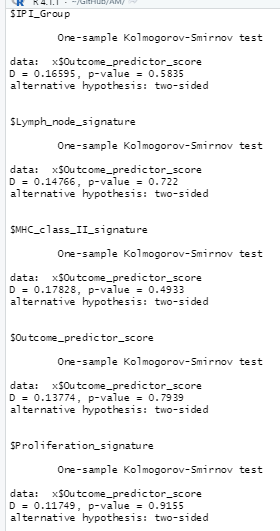 R 4.1.1 · ~/GitHub/AM/
$IPI_Group
One-sample Kolmogorov-Smirnov test
data: x$Outcome_predictor_score
D = 0.16595, p-value = 0.5835
alternative hypothesis: two-sided
$Lymph_node_signature
One-sample Kolmogorov-Smirnov test
data: x$Outcome_predictor_score
D = 0.14766, p-value = 0.722
alternative hypothesis: two-sided
$MHC_class_II_signature
One-sample Kolmogorov-Smirnov test
data: x$Outcome_predictor_score
D = 0.17828, p-value = 0.4933
alternative hypothesis: two-sided
$Outcome_predictor_score
One-sample Kolmogorov-Smirnov test
data: x$Outcome_predictor_score
D = 0.13774, p-value = 0.7939
alternative hypothesis: two-sided
$Proliferation_signature
One-sample Kolmogorov-Smirnov test
data: x$Outcome_predictor_score
D = 0.11749, p-value = 0.9155
alternative hypothesis: two-sided